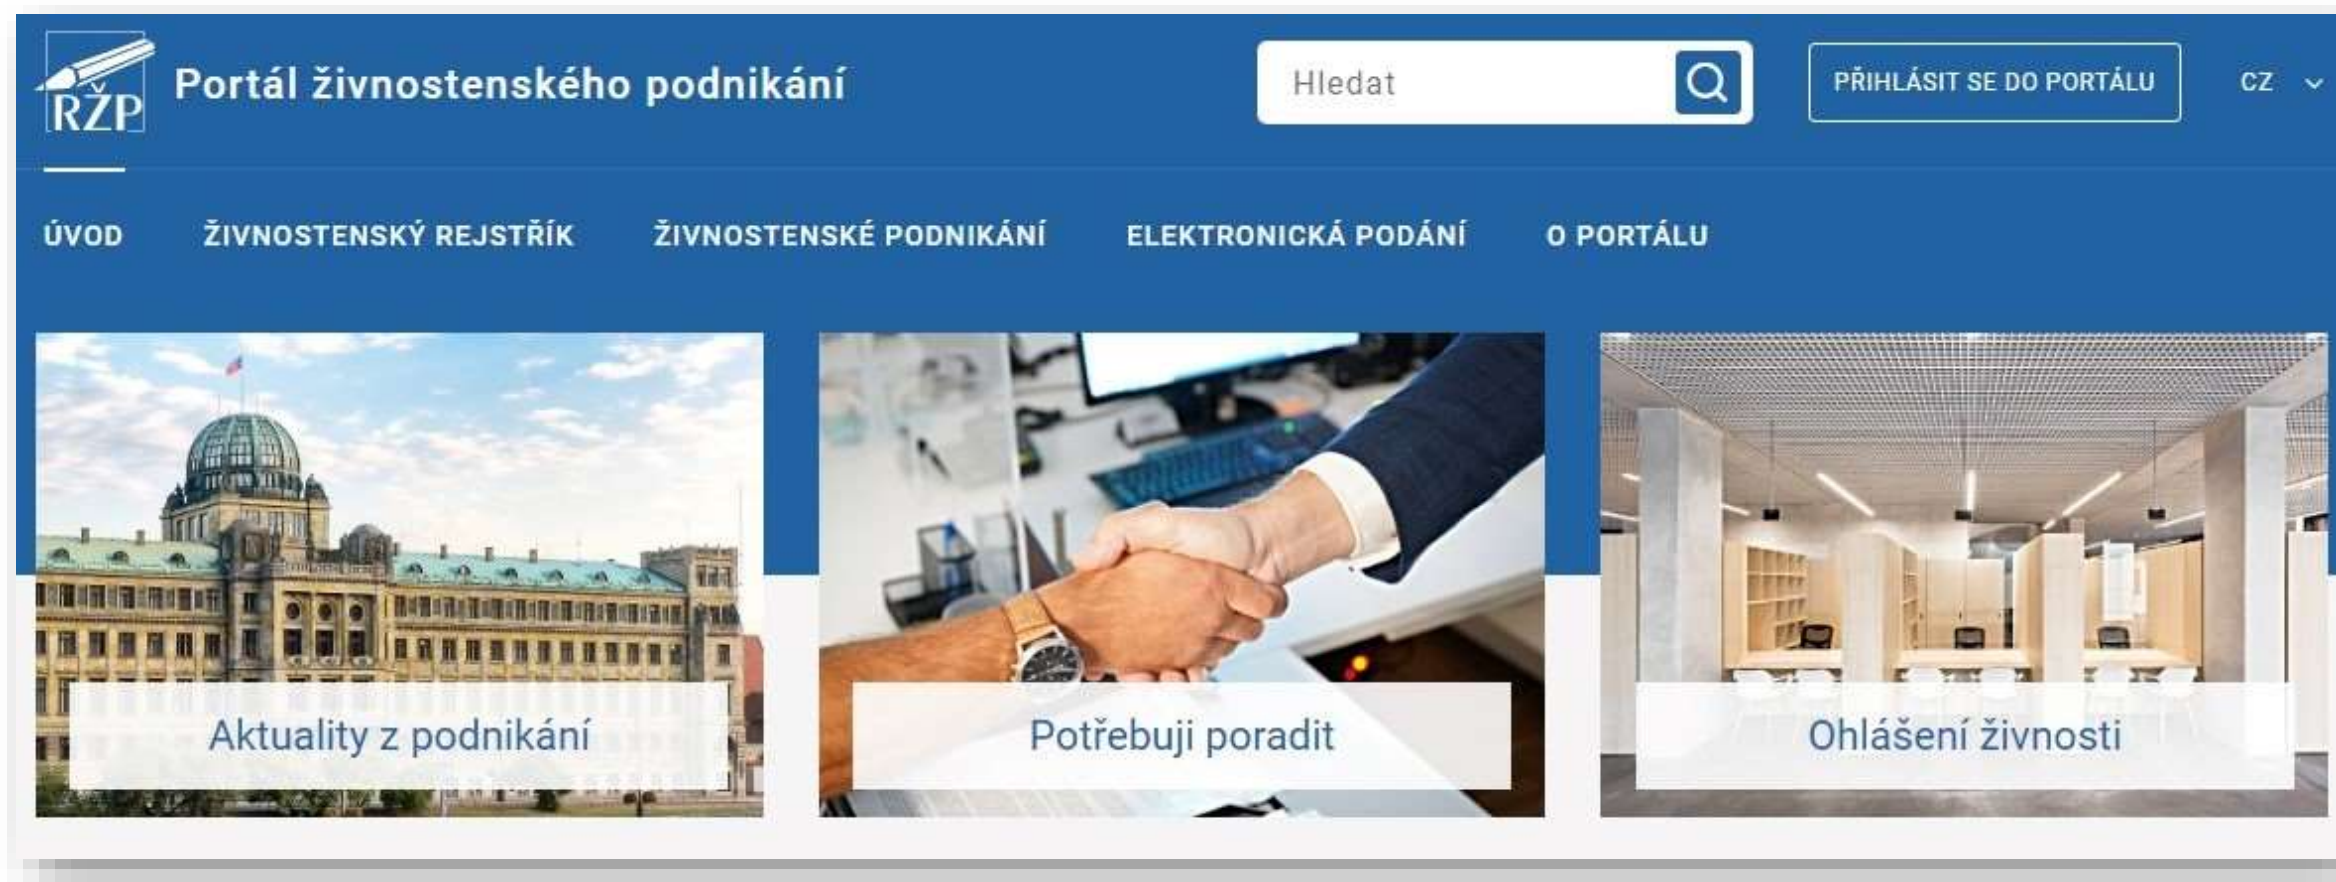 RŽP
Portál živnostenského podnikání
Hledat
PŘIHLÁSIT SE DO PORTÁLU
CZ
ÚVOD
ŽIVNOSTENSKÝ REJSTŘÍK
ŽIVNOSTENSKÉ PODNIKÁNÍ
ELEKTRONICKÁ PODÁNÍ
O PORTÁLU
Aktuality z podnikání
Potřebuji poradit
Ohlášení živnosti